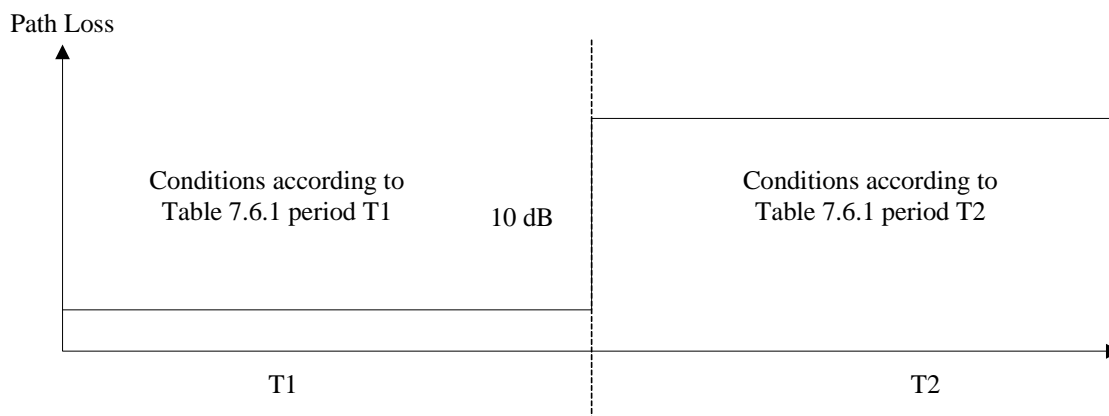 Path Loss
Conditions according to
Table 7.6.1 period T1
10 dB
Conditions according to
Table 7.6.1 period T2
T1
T2